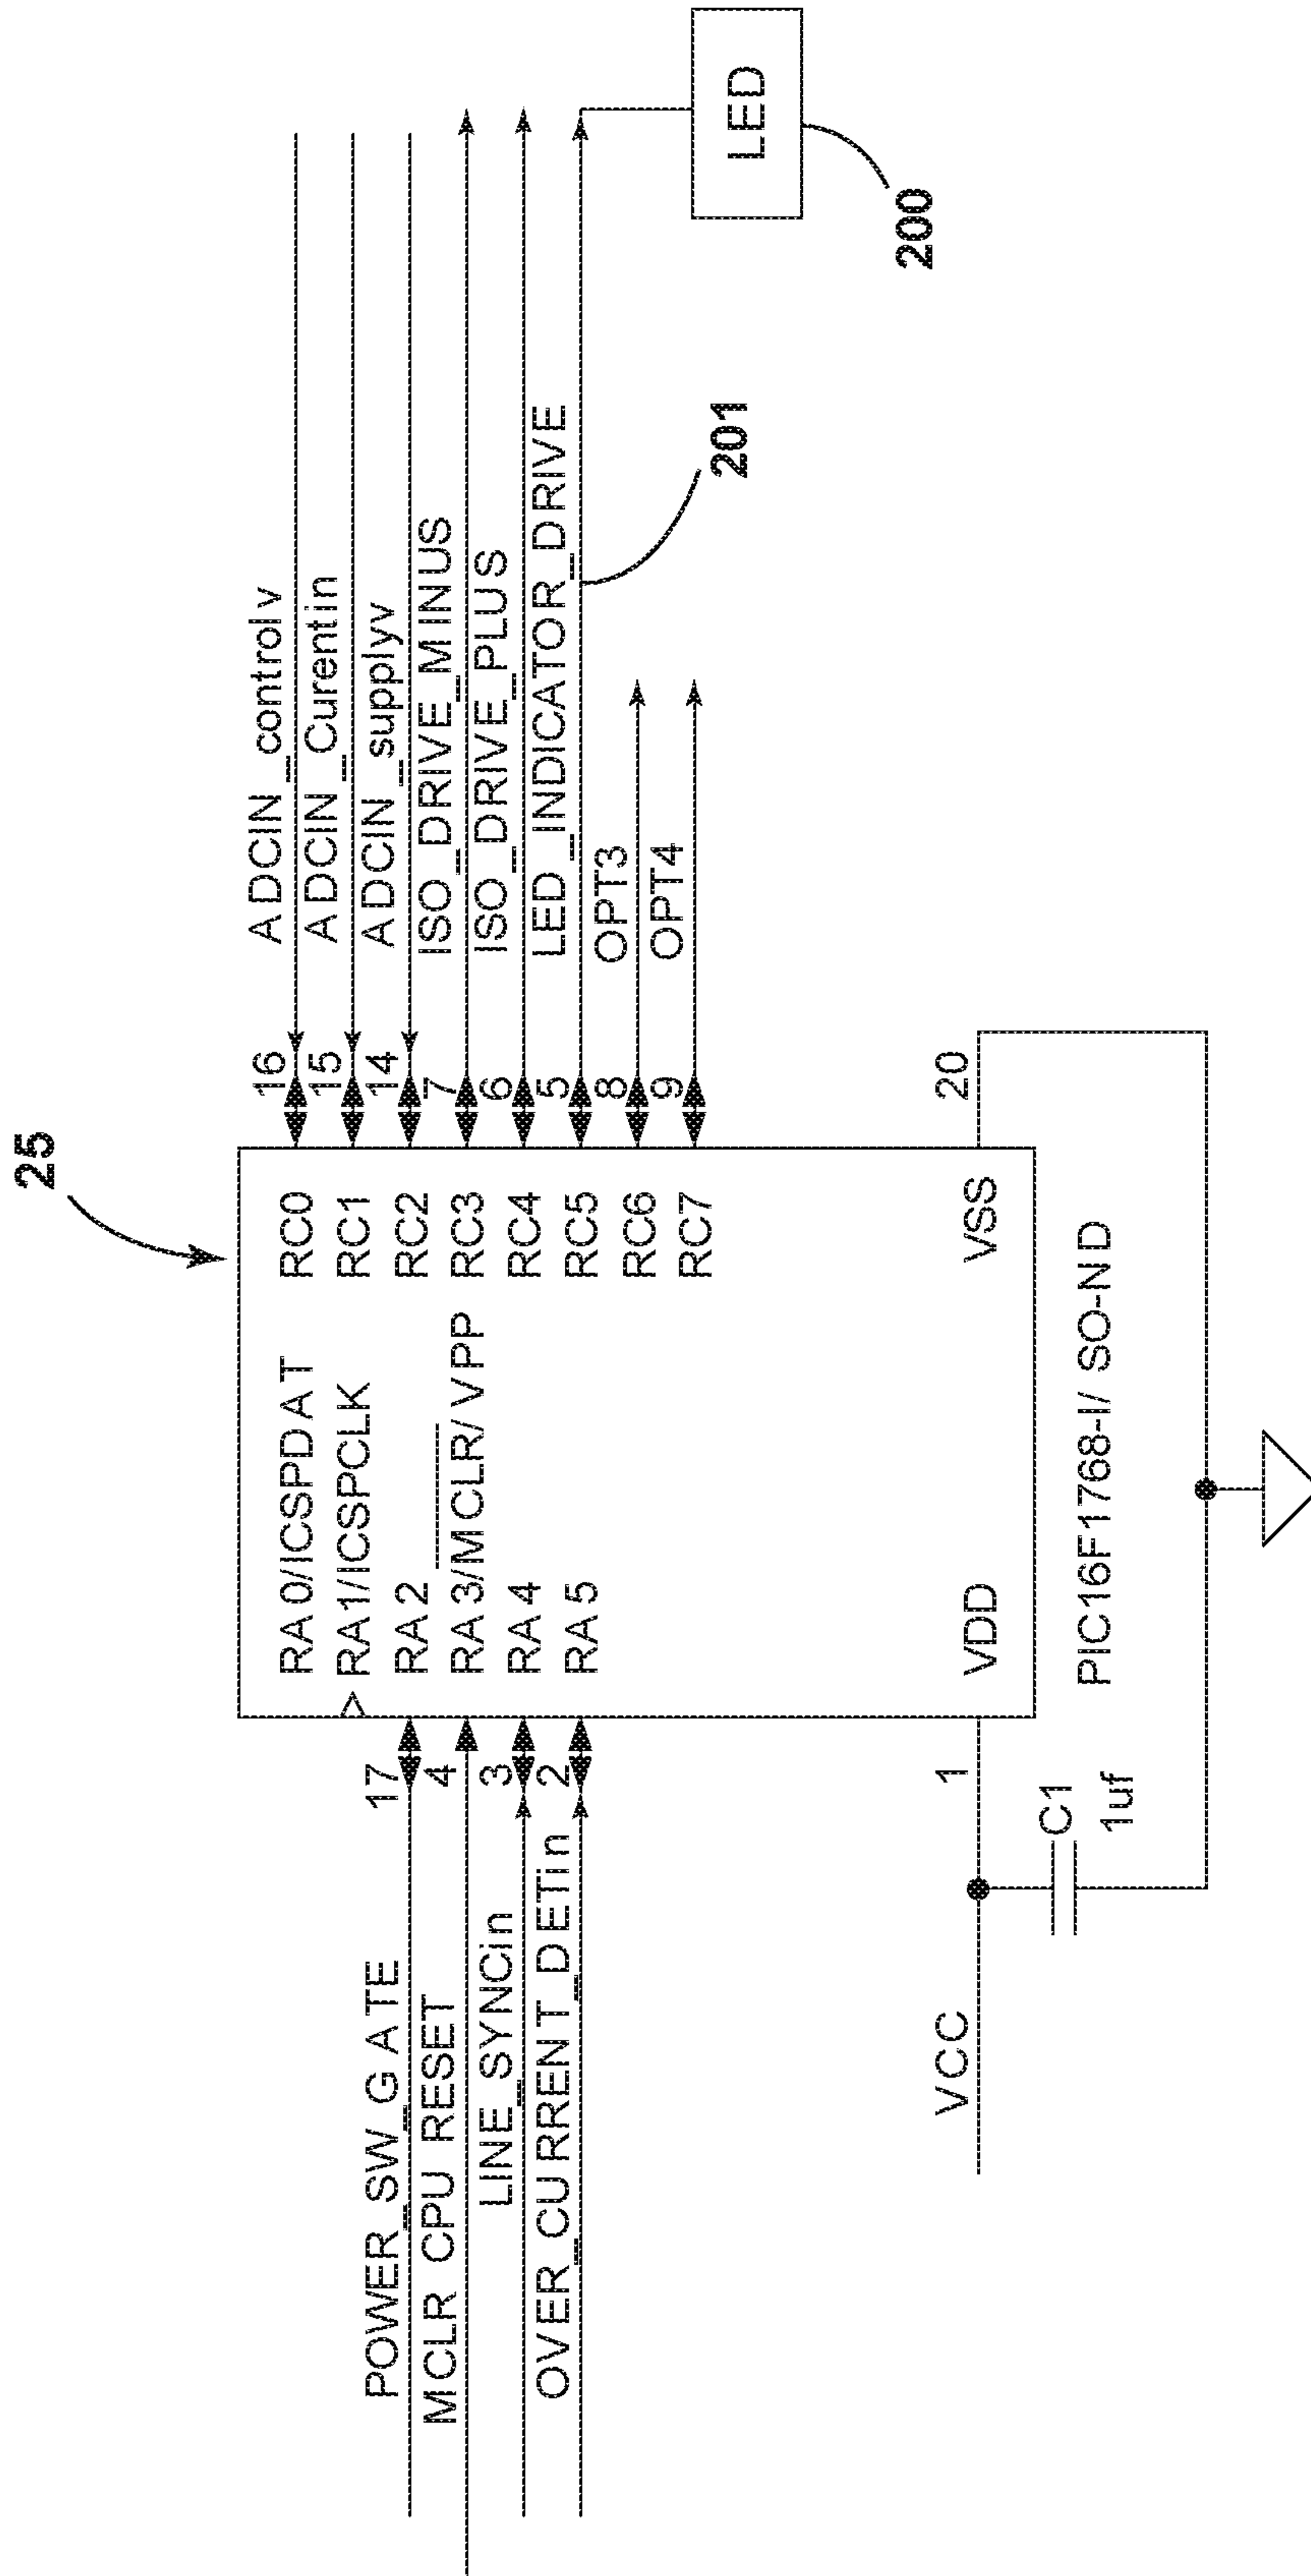 25
POWER_SW_GATE
17
MCLR CPU RESET
4
LINE_SYNCin
3
OVER_CURRENT_DETin
2
RA0/ICSPDAT
RA1/ICSPCLK
RA2
RA3/MCLR/VPP
RA4
RA5
RC0
RC1
RC2
RC3
RC4
RC5
RC6
RC7
16
ADCIN_controlv
15
ADCIN_Curentin
14
ADCIN_supplyv
7
ISO_DRIVE_MINUS
6
ISO_DRIVE_PLUS
5
LED_INDICATOR_DRIVE
8
OPT3
9
OPT4
201
LED
200
VCC
1
VDD
VSS
20
C1
1uf
PIC16F1768-I/SO-ND